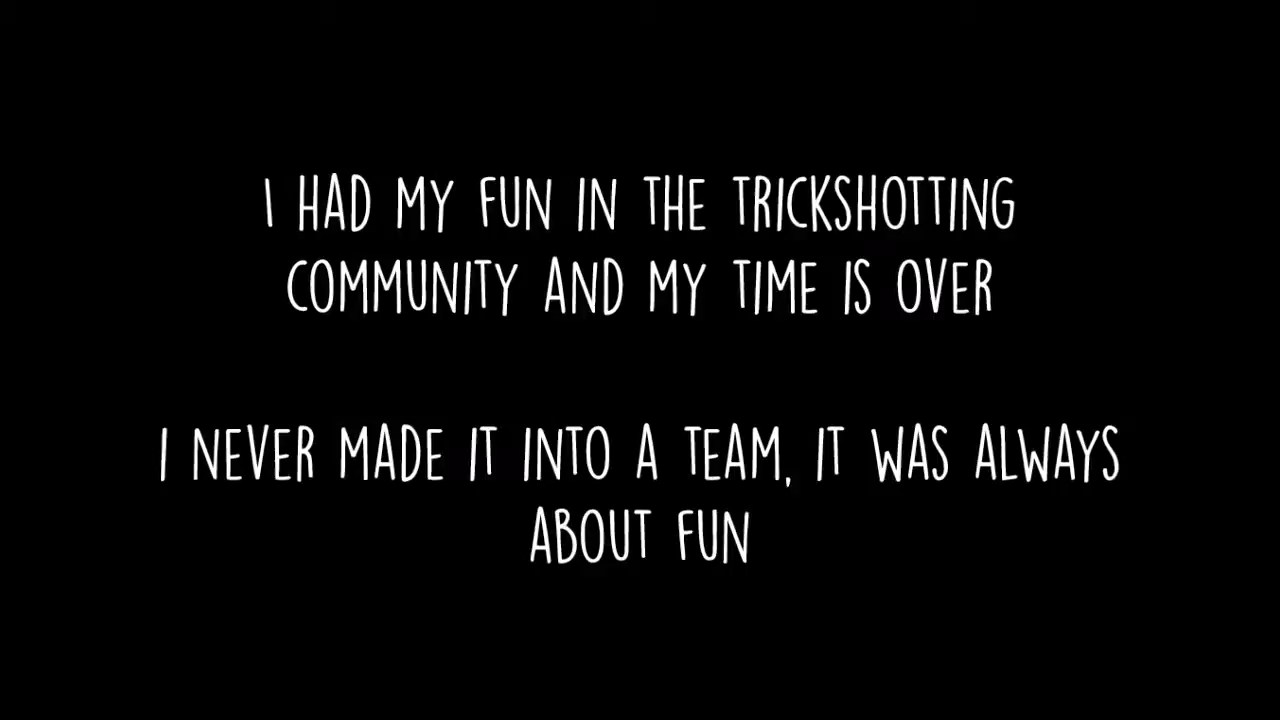 I HAD MY FUN IN THE TRICKSHOTTING
COMMUNITY AND MY TIME IS OVER
I NEVER MADE IT INTO A TEAM, IT WAS ALWAYS
ABOUT FUN